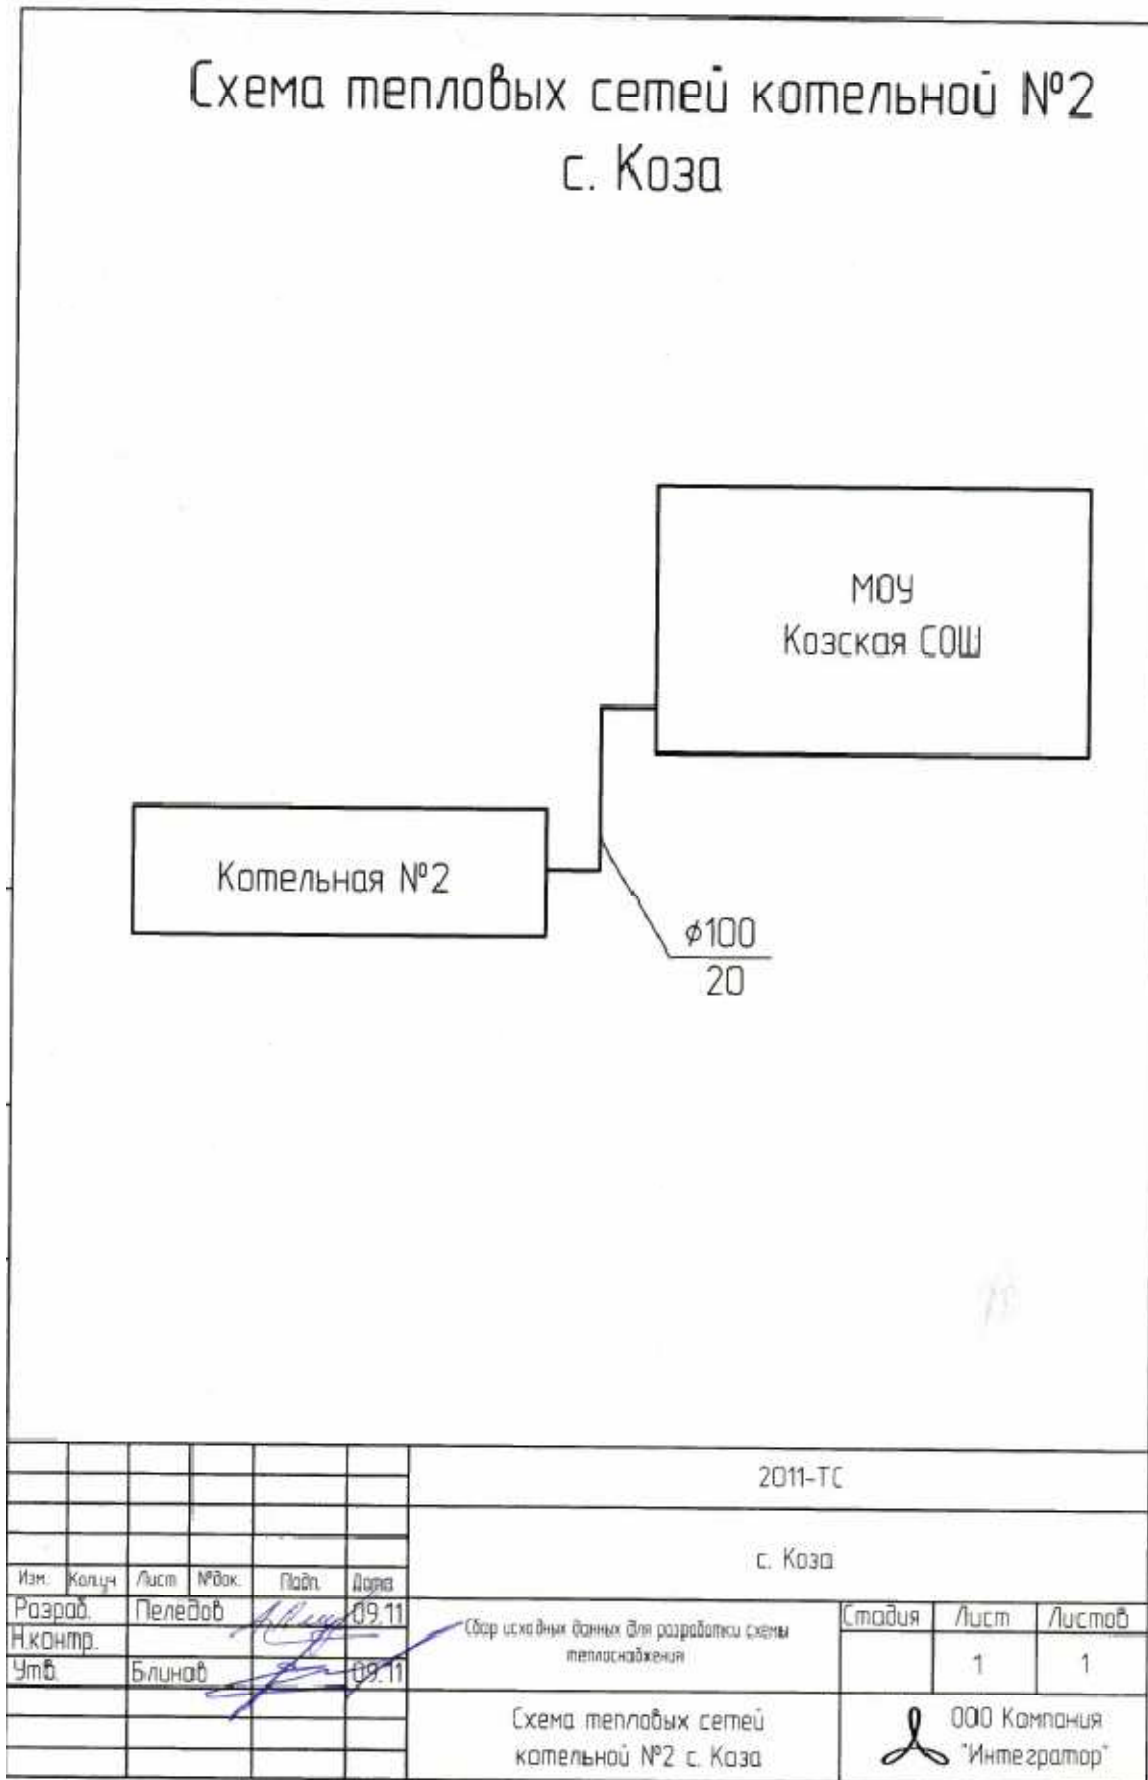 Схема тепловых сетей котельной №2
с. Коза
МОУ
Козская СОШ
Котельная №2
ф100
20
2011-ТС
с. Коза
Изм. Кол.уч Лист №док. Подп. Дата
Разраб. Пеледов 09.11
Н.контр.
Утв. Блинов 09.11
Сбор исходных данных для разработки схемы
теплоснабжения
Стадия Лист Листов
1 1
Схема тепловых сетей
котельной №2 с. Коза
ООО Компания
"Интегратор"